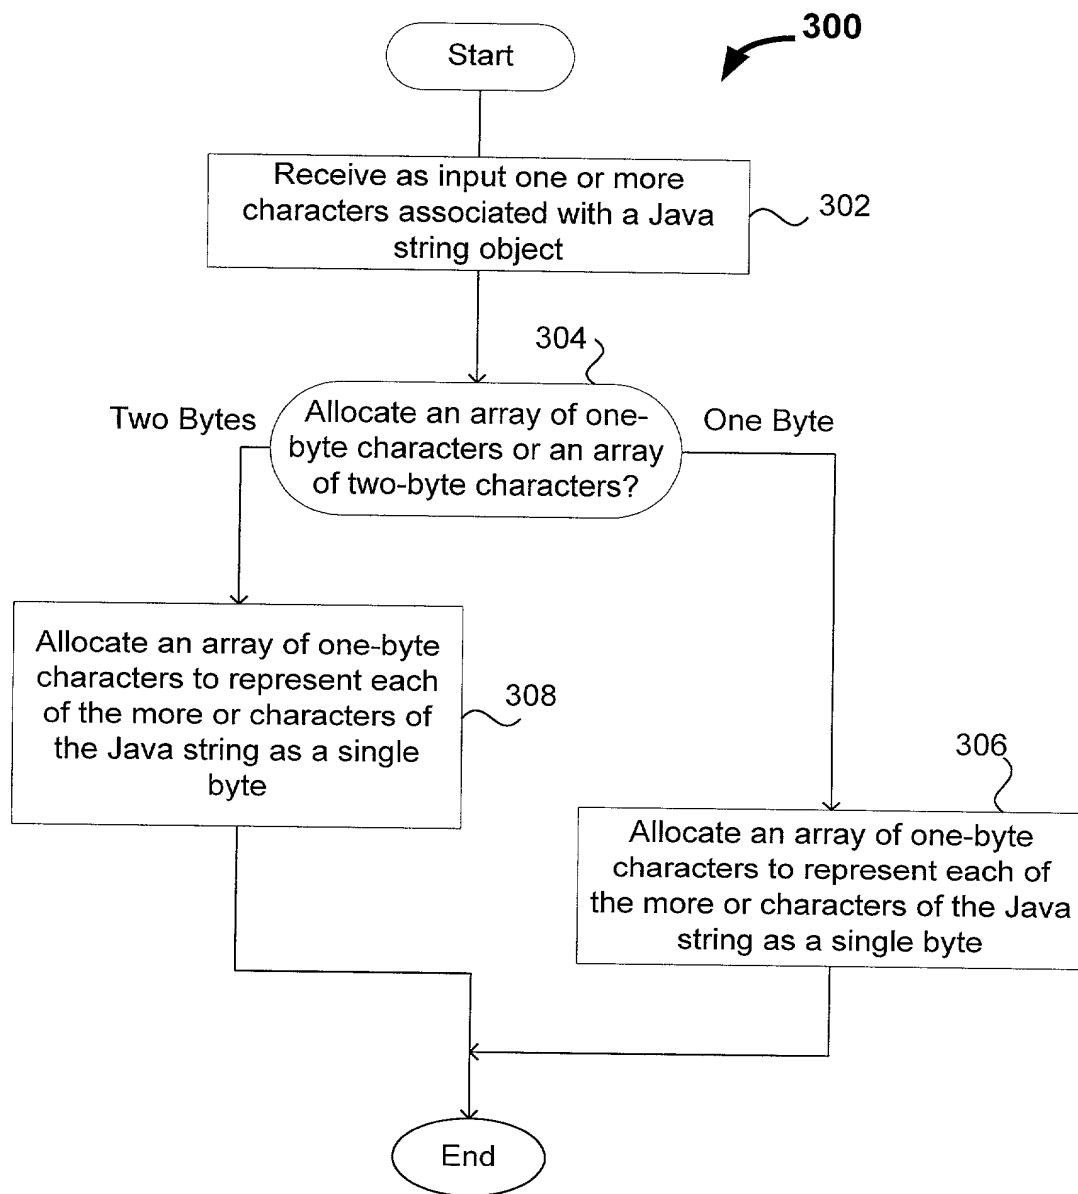 300
Start
Receive as input one or more
characters associated with a Java
string object
302
304
Two Bytes
Allocate an array of one-
byte characters or an array
of two-byte characters?
One Byte
Allocate an array of one-byte
characters to represent each
of the more or characters of
the Java string as a single
byte
308
306
Allocate an array of one-byte
characters to represent each of
the more or characters of the Java
string as a single byte
End